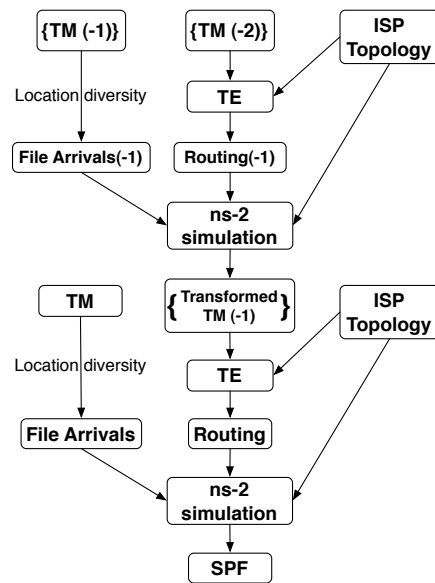 {TM (-1)}
{TM (-2)}
ISP
Topology
Location diversity
TE
File Arrivals(-1)
Routing(-1)
ns-2
simulation
TM
{ Transformed
TM (-1) }
ISP
Topology
Location diversity
TE
File Arrivals
Routing
ns-2
simulation
SPF